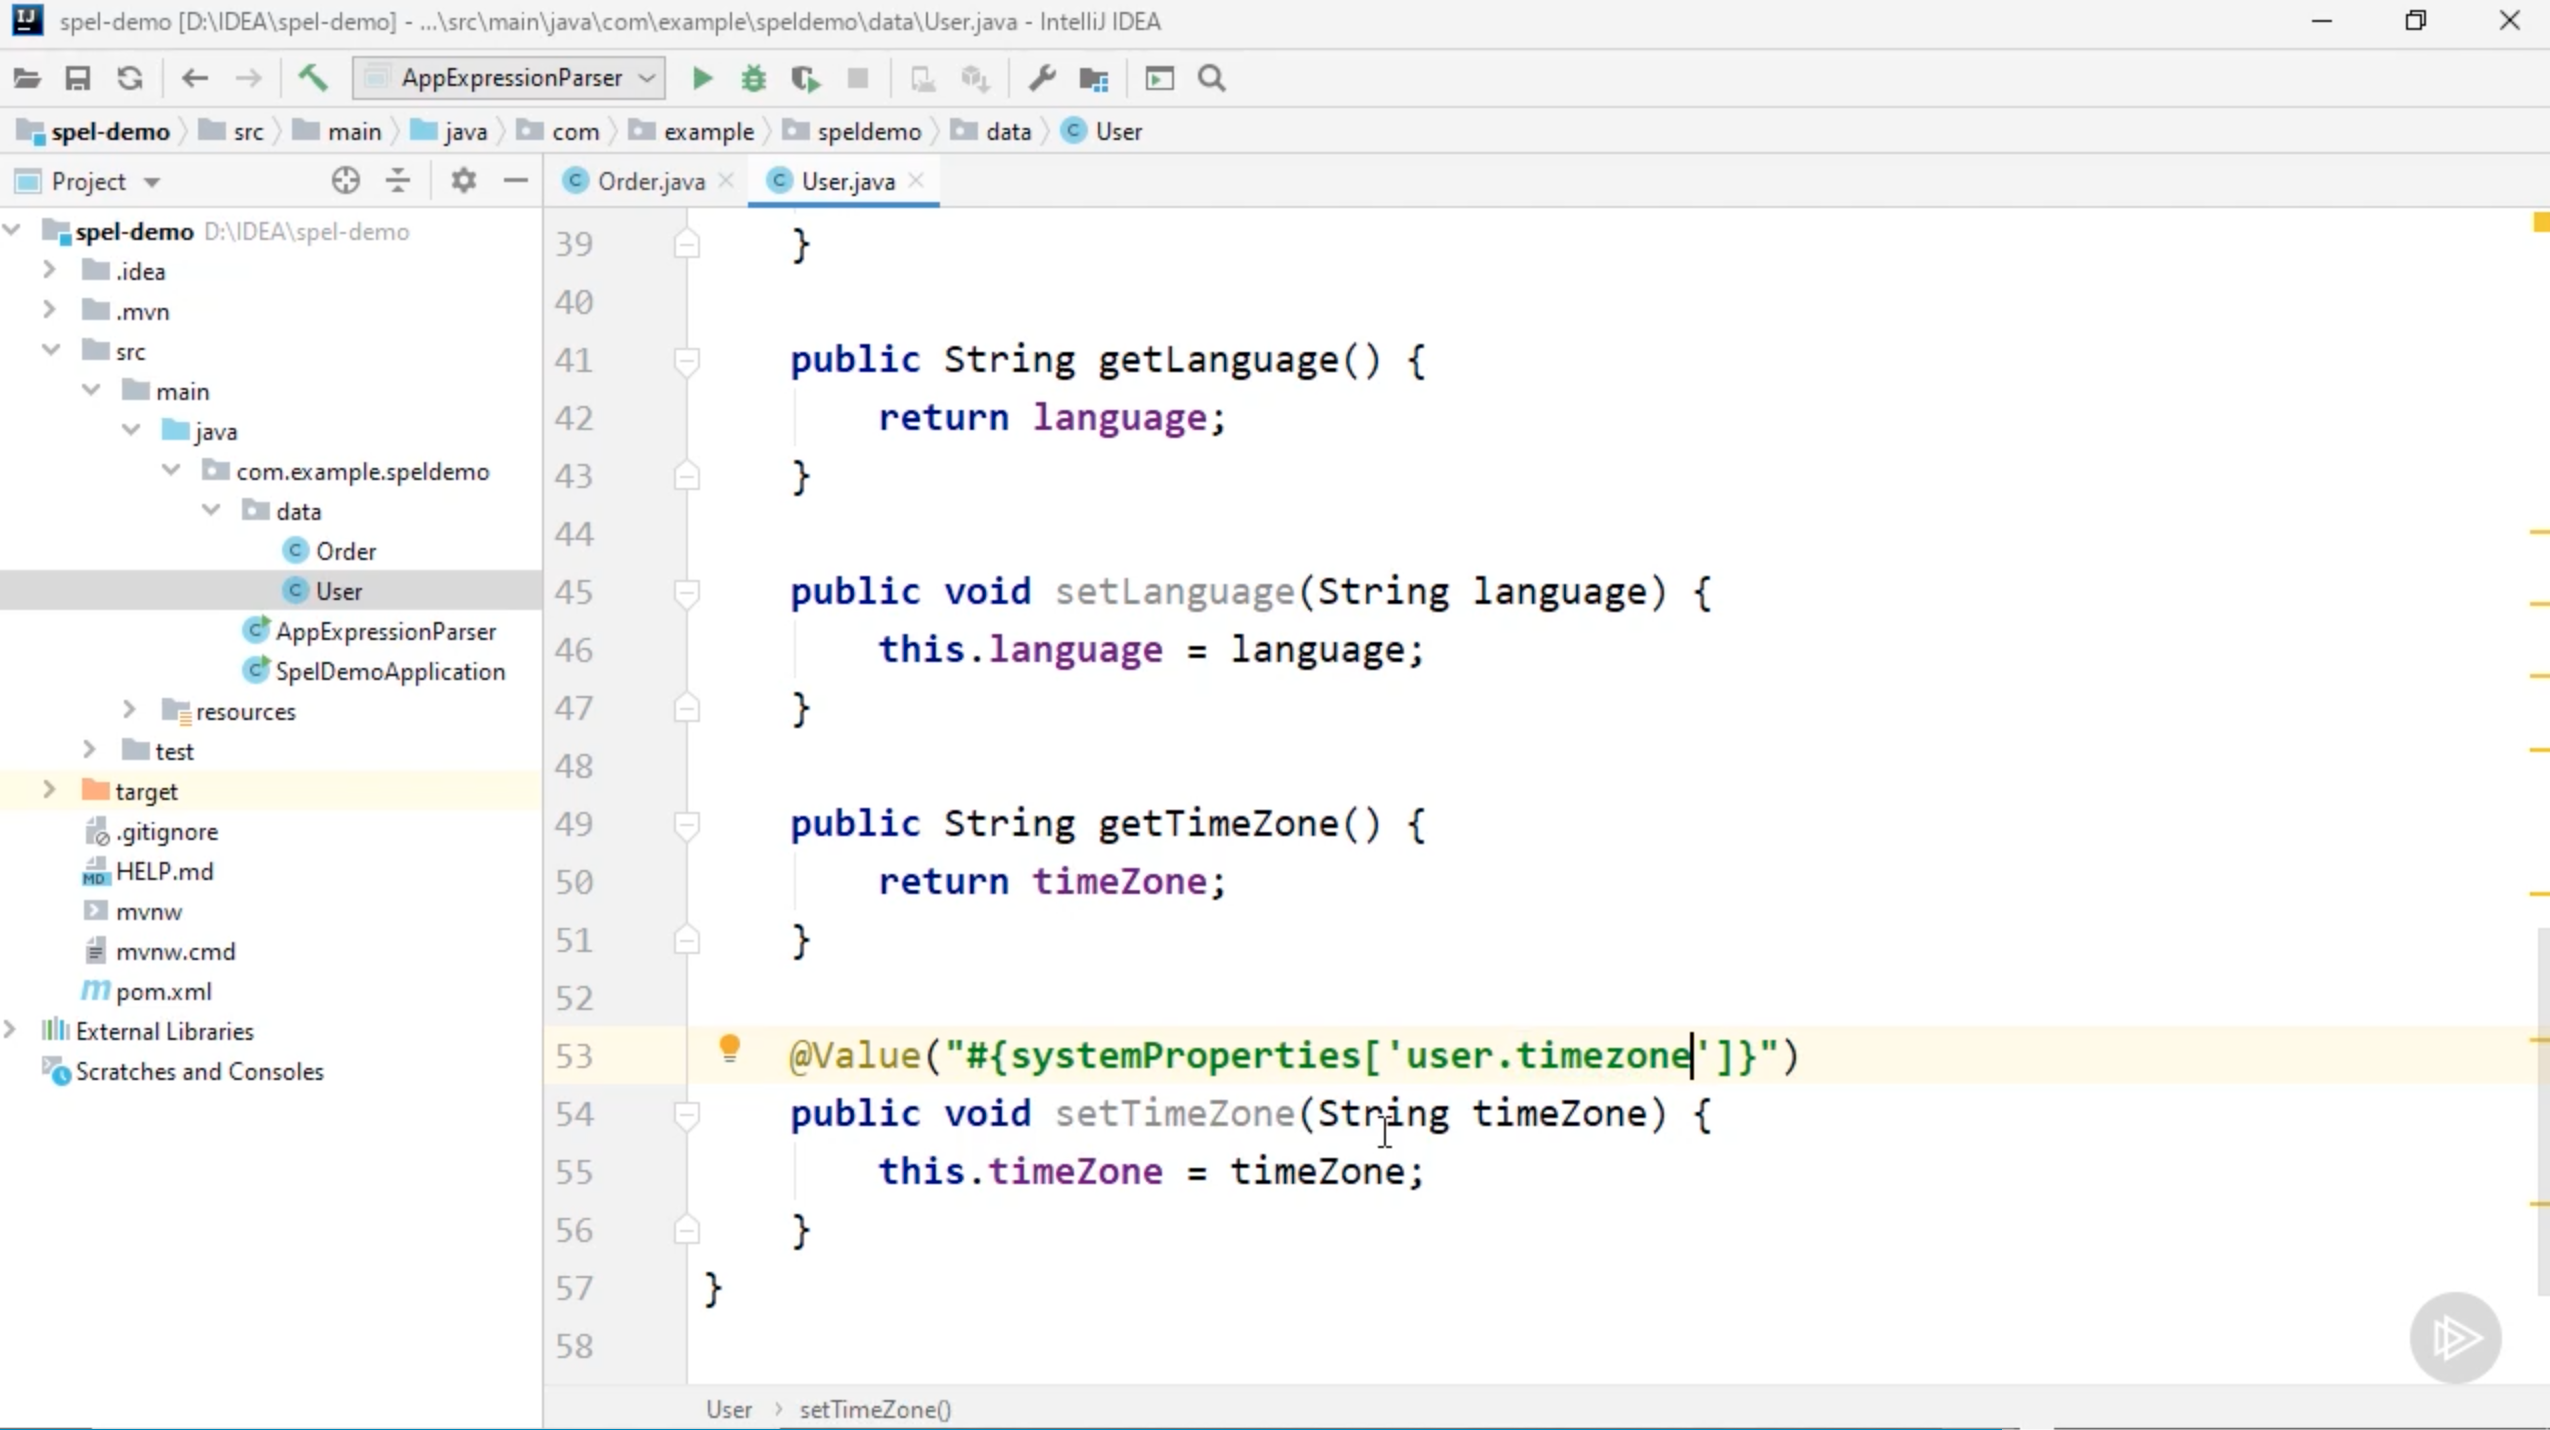 spel-demo [D:\IDEA\spel-demo] - ...\src\main\java\com\example\speldemo\data\User.java - IntelliJ IDEA
AppExpressionParser
spel-demo src main java com example speldemo data User
Project
Order.java User.java
spel-demo D:\IDEA\spel-demo
.idea
.mvn
src
main
java
com.example.speldemo
data
Order
User
AppExpressionParser
SpelDemoApplication
resources
test
target
.gitignore
HELP.md
mvnw
mvnw.cmd
pom.xml
External Libraries
Scratches and Consoles
39 }
40
41 public String getLanguage() {
42 return language;
43 }
44
45 public void setLanguage(String language) {
46 this.language = language;
47 }
48
49 public String getTimeZone() {
50 return timeZone;
51 }
52
53 @Value("#{systemProperties['user.timezone']}")
54 public void setTimeZone(String timeZone) {
55 this.timeZone = timeZone;
56 }
57 }
58
User › setTimeZone()